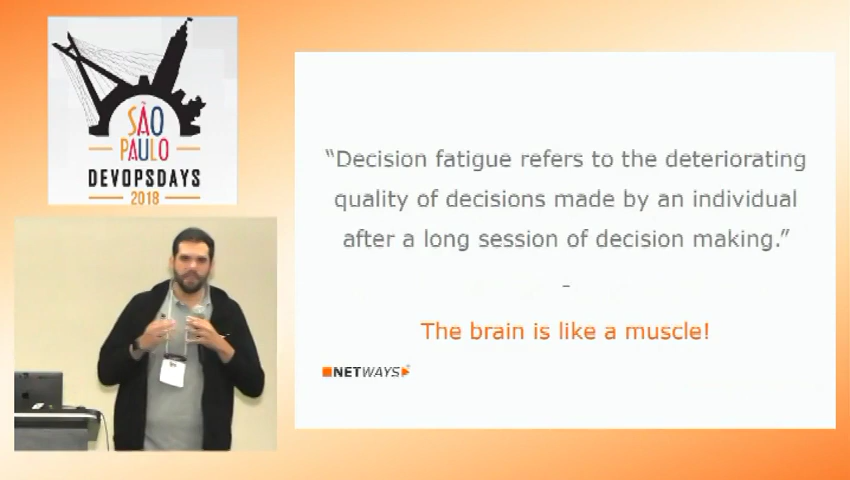 SÃO
PAULO
DEVOPSDAYS
2018
“Decision fatigue refers to the deteriorating
quality of decisions made by an individual
after a long session of decision making.”
-
The brain is like a muscle!
NETWAYS